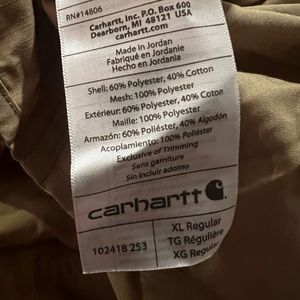 RN#14806
Carhartt, Inc. P.O. Box 600
Dearborn, MI 48121 USA
carhartt.com
Made in Jordan
Fabriqué en Jordanie
Hecho en Jordania
Shell: 60% Polyester, 40% Cotton
Mesh: 100% Polyester
Extérieur: 60% Polyester, 40% Coton
Maille: 100% Polyester
Armazón: 60% Poliéster, 40% Algodón
Acoplamiento: 100% Poliéster
Exclusive of Trimming
Sans garniture
Sin incluir adorno
carhartt
102418 253
XL Regular
TG Régulière
XG Regular